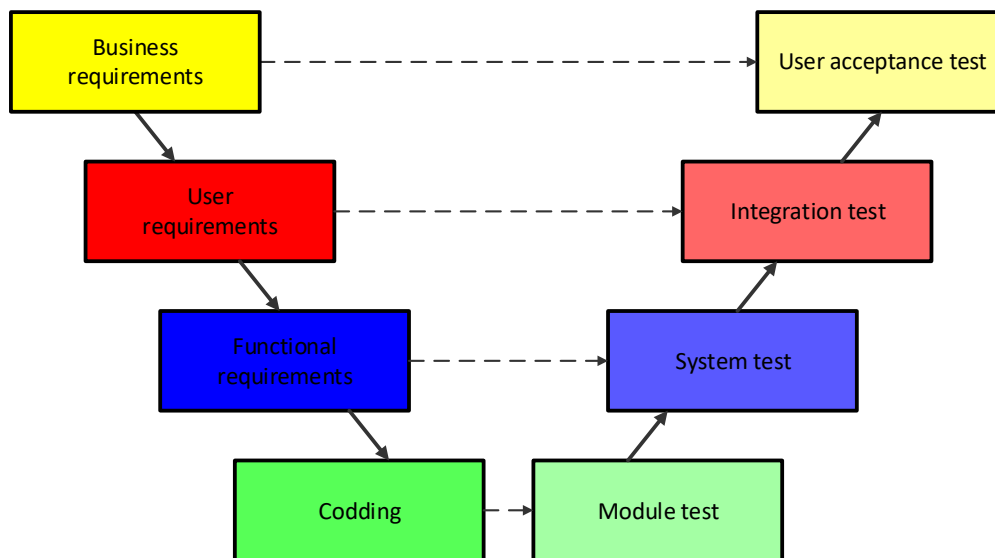 Business
requirements
User acceptance test
User
requirements
Integration test
Functional
requirements
System test
Codding
Module test